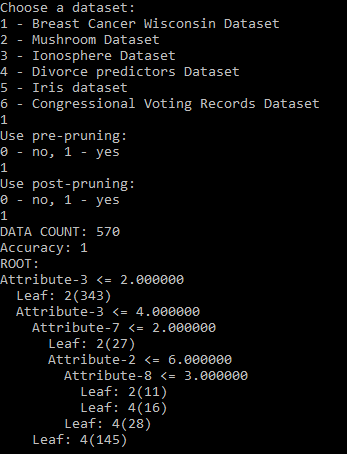 Choose a dataset:
1 - Breast Cancer Wisconsin Dataset
2 - Mushroom Dataset
3 - Ionosphere Dataset
4 - Divorce predictors Dataset
5 - Iris dataset
6 - Congressional Voting Records Dataset
1
Use pre-pruning:
0 - no, 1 - yes
1
Use post-pruning:
0 - no, 1 - yes
1
DATA COUNT: 570
Accuracy: 1
ROOT:
Attribute-3 <= 2.000000
  Leaf: 2(343)
  Attribute-3 <= 4.000000
    Attribute-7 <= 2.000000
      Leaf: 2(27)
      Attribute-2 <= 6.000000
        Attribute-8 <= 3.000000
          Leaf: 2(11)
          Leaf: 4(16)
        Leaf: 4(28)
    Leaf: 4(145)